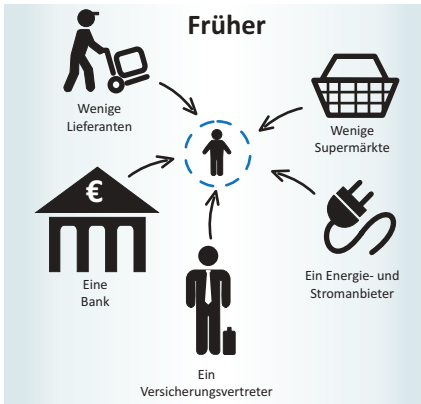 Früher
Wenige
Lieferanten
Wenige
Supermärkte
€
Eine
Bank
Ein Energie- und
Stromanbieter
Ein
Versicherungsvertreter